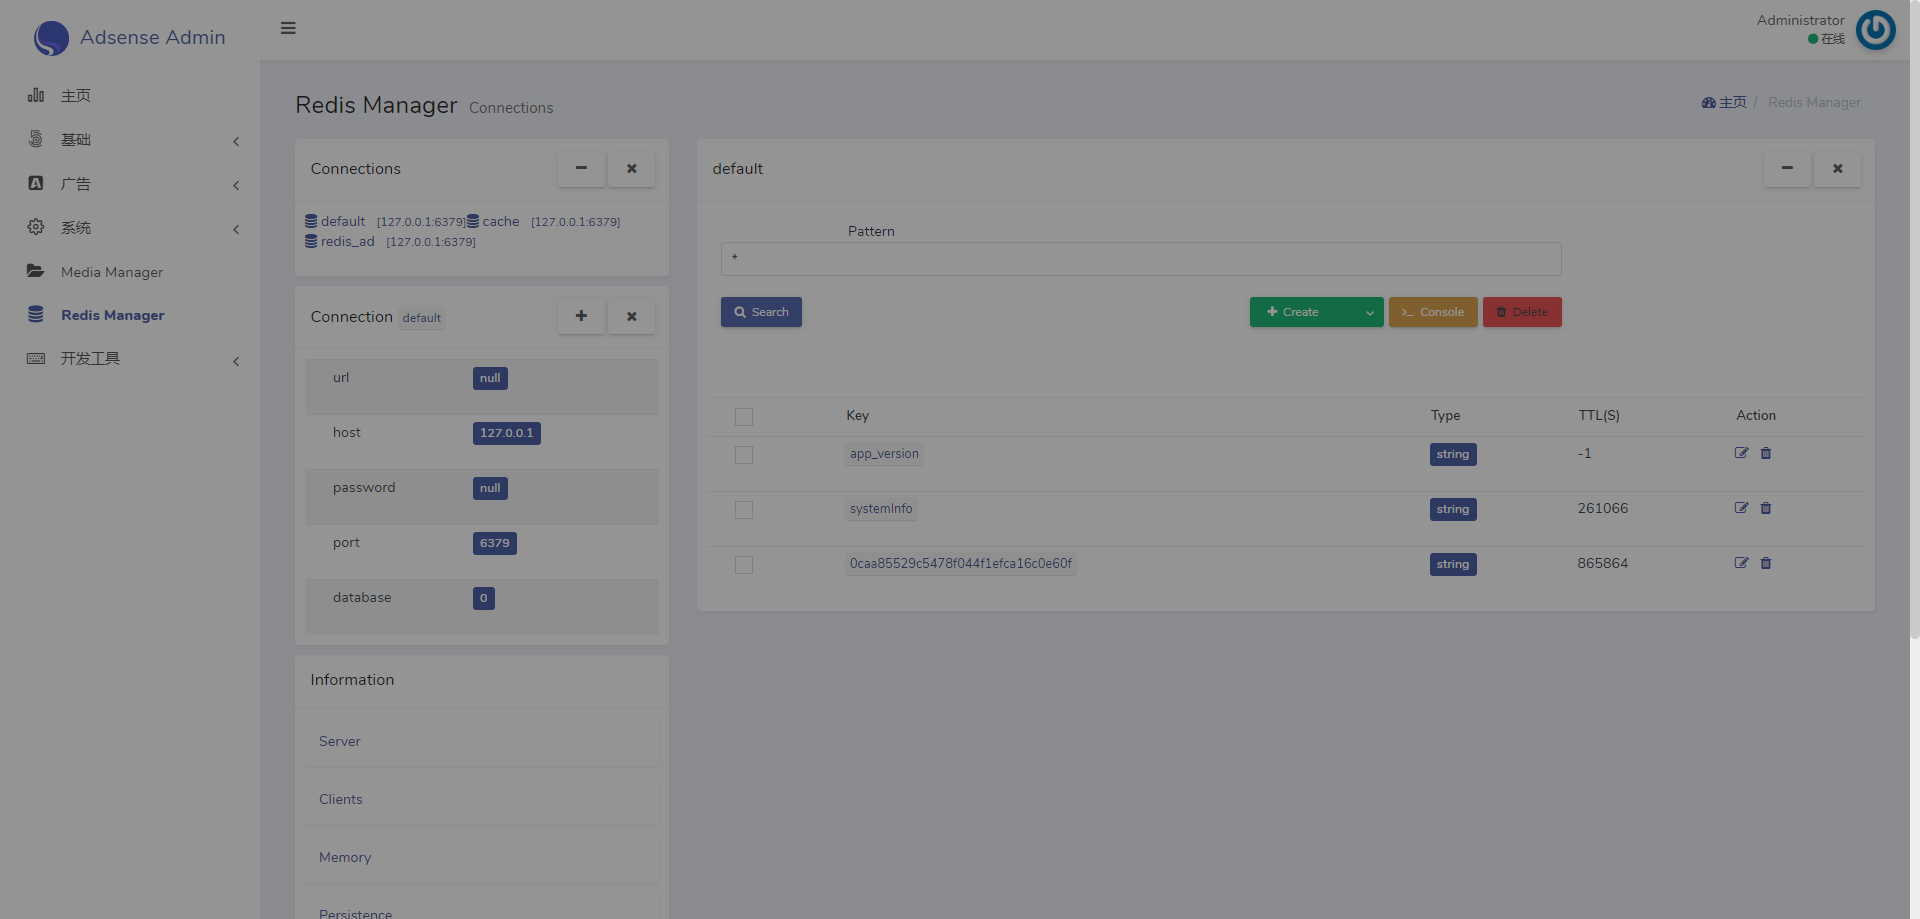 Adsense Admin
Administrator
在线
主页
基础
广告
系统
Media Manager
Redis Manager
开发工具
Redis Manager Connections
主页 / Redis Manager
Connections
default [127.0.0.1:6379] cache [127.0.0.1:6379]
redis_ad [127.0.0.1:6379]
Connection default
url null
host 127.0.0.1
password null
port 6379
database 0
Information
Server
Clients
Memory
Persistence
default
Pattern
*
Search
Create
Console
Delete
Key Type TTL(S) Action
app_version string -1
systemInfo string 261066
0caa85529c5478f044f1efca16c0e60f string 865864